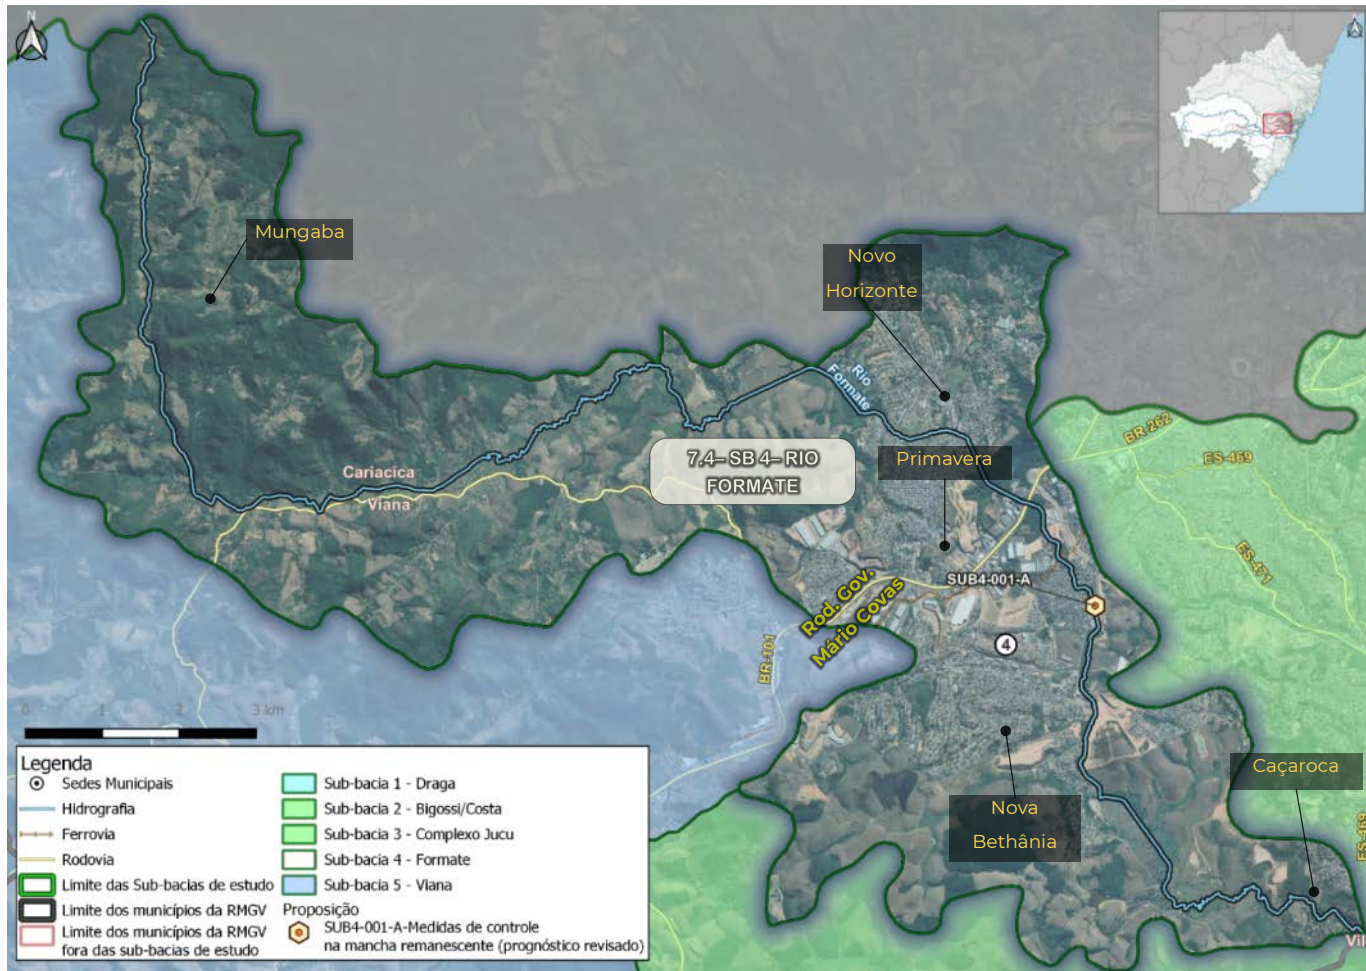 N
Mungaba
Novo
Horizonte
Rio
Formate
BR-262
ES-469
Primavera
7.4– SB 4– RIO
FORMATE
Cariacica
Viana
ES-471
SUB4-001-A
Rod. Gov.
Mário Covas
BR-101
4
0 1 2 3 km
Caçaroca
Nova
Bethânia
ES-469
Vil
Legenda
Sedes Municipais
Hidrografia
Ferrovia
Rodovia
Limite das Sub-bacias de estudo
Limite dos municípios da RMGV
Limite dos municípios da RMGV
fora das sub-bacias de estudo
Sub-bacia 1 - Draga
Sub-bacia 2 - Bigossi/Costa
Sub-bacia 3 - Complexo Jucu
Sub-bacia 4 - Formate
Sub-bacia 5 - Viana
Proposição
SUB4-001-A-Medidas de controle
na mancha remanescente (prognóstico revisado)